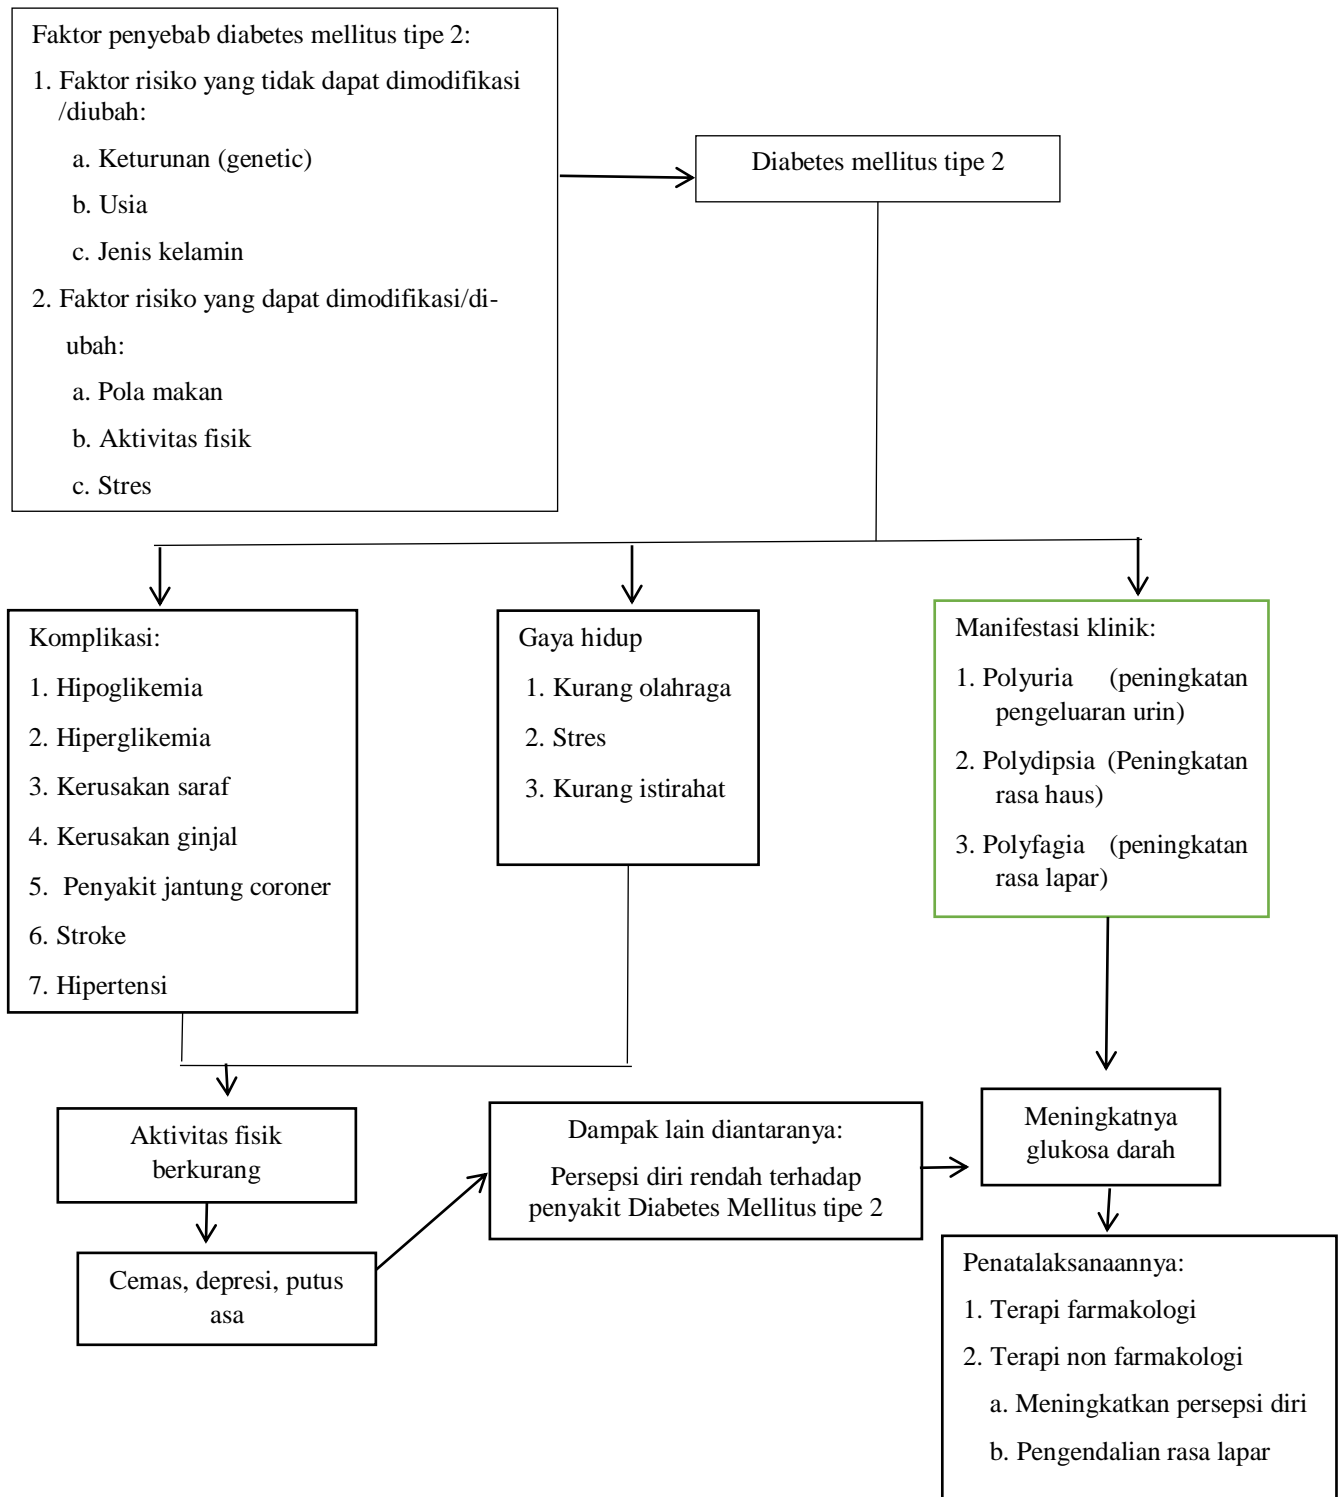 Faktor penyebab diabetes mellitus tipe 2:
1. Faktor risiko yang tidak dapat dimodifikasi
/diubah:
a. Keturunan (genetic)
b. Usia
c. Jenis kelamin
2. Faktor risiko yang dapat dimodifikasi/di-
ubah:
a. Pola makan
b. Aktivitas fisik
c. Stres
Diabetes mellitus tipe 2
Komplikasi:
1. Hipoglikemia
2. Hiperglikemia
3. Kerusakan saraf
4. Kerusakan ginjal
5. Penyakit jantung coroner
6. Stroke
7. Hipertensi
Gaya hidup
1. Kurang olahraga
2. Stres
3. Kurang istirahat
Manifestasi klinik:
1. Polyuria (peningkatan
pengeluaran urin)
2. Polydipsia (Peningkatan
rasa haus)
3. Polyfagia (peningkatan
rasa lapar)
Aktivitas fisik
berkurang
Cemas, depresi, putus
asa
Dampak lain diantaranya:
Persepsi diri rendah terhadap
penyakit Diabetes Mellitus tipe 2
Meningkatnya
glukosa darah
Penatalaksanaannya:
1. Terapi farmakologi
2. Terapi non farmakologi
a. Meningkatkan persepsi diri
b. Pengendalian rasa lapar